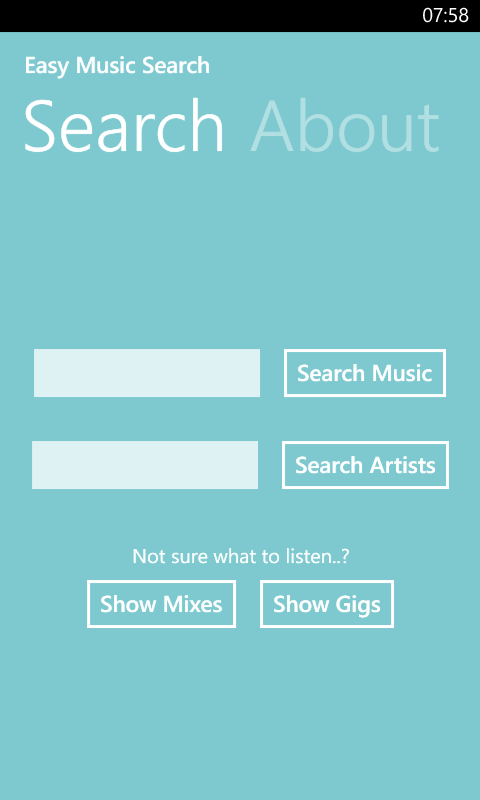 07:58
Easy Music Search
Search About
Search Music
Search Artists
Not sure what to listen..?
Show Mixes Show Gigs